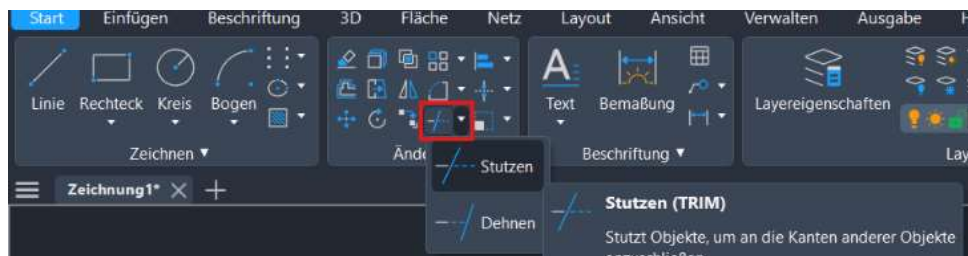 Start Einfügen Beschriftung 3D Fläche Netz Layout Ansicht Verwalten Ausgabe
Linie Rechteck Kreis Bogen Text Bemaßung Layereigenschaften
Zeichnen Beschriftung
Stutzen
Zeichnung1*
Stutzen (TRIM)
Dehnen
Stutzt Objekte, um an die Kanten anderer Objekte